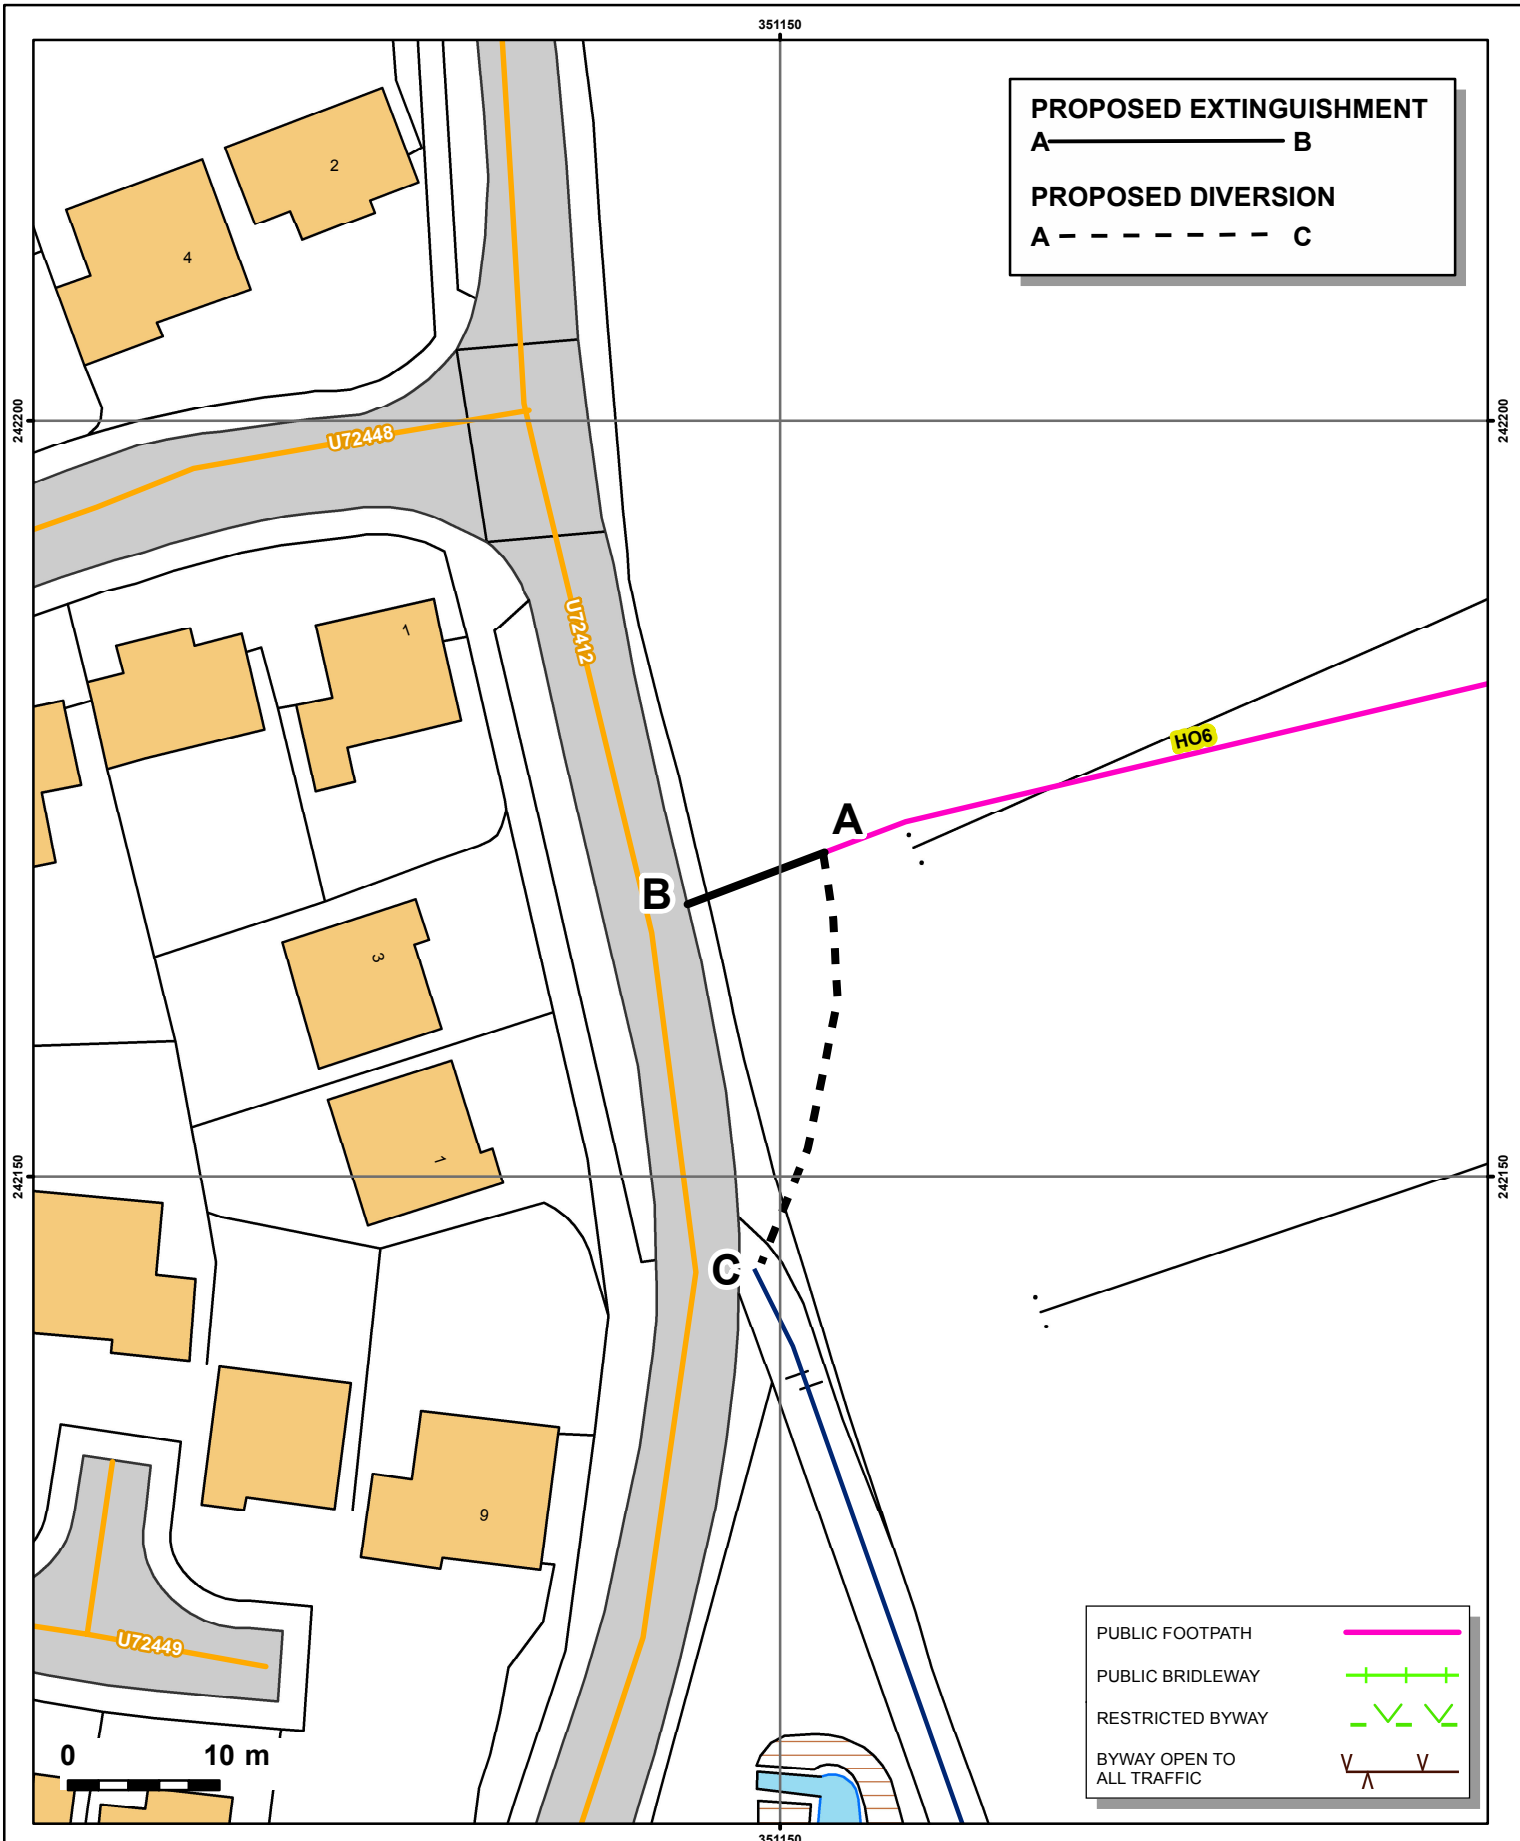 351150
PROPOSED EXTINGUISHMENT
A B
PROPOSED DIVERSION
A C
2
4
242200
242200
U72448
U72412
1
HO6
A
B
3
1
242150
242150
C
9
U72449
0 10 m
PUBLIC FOOTPATH
PUBLIC BRIDLEWAY
RESTRICTED BYWAY
BYWAY OPEN TO
ALL TRAFFIC
351150